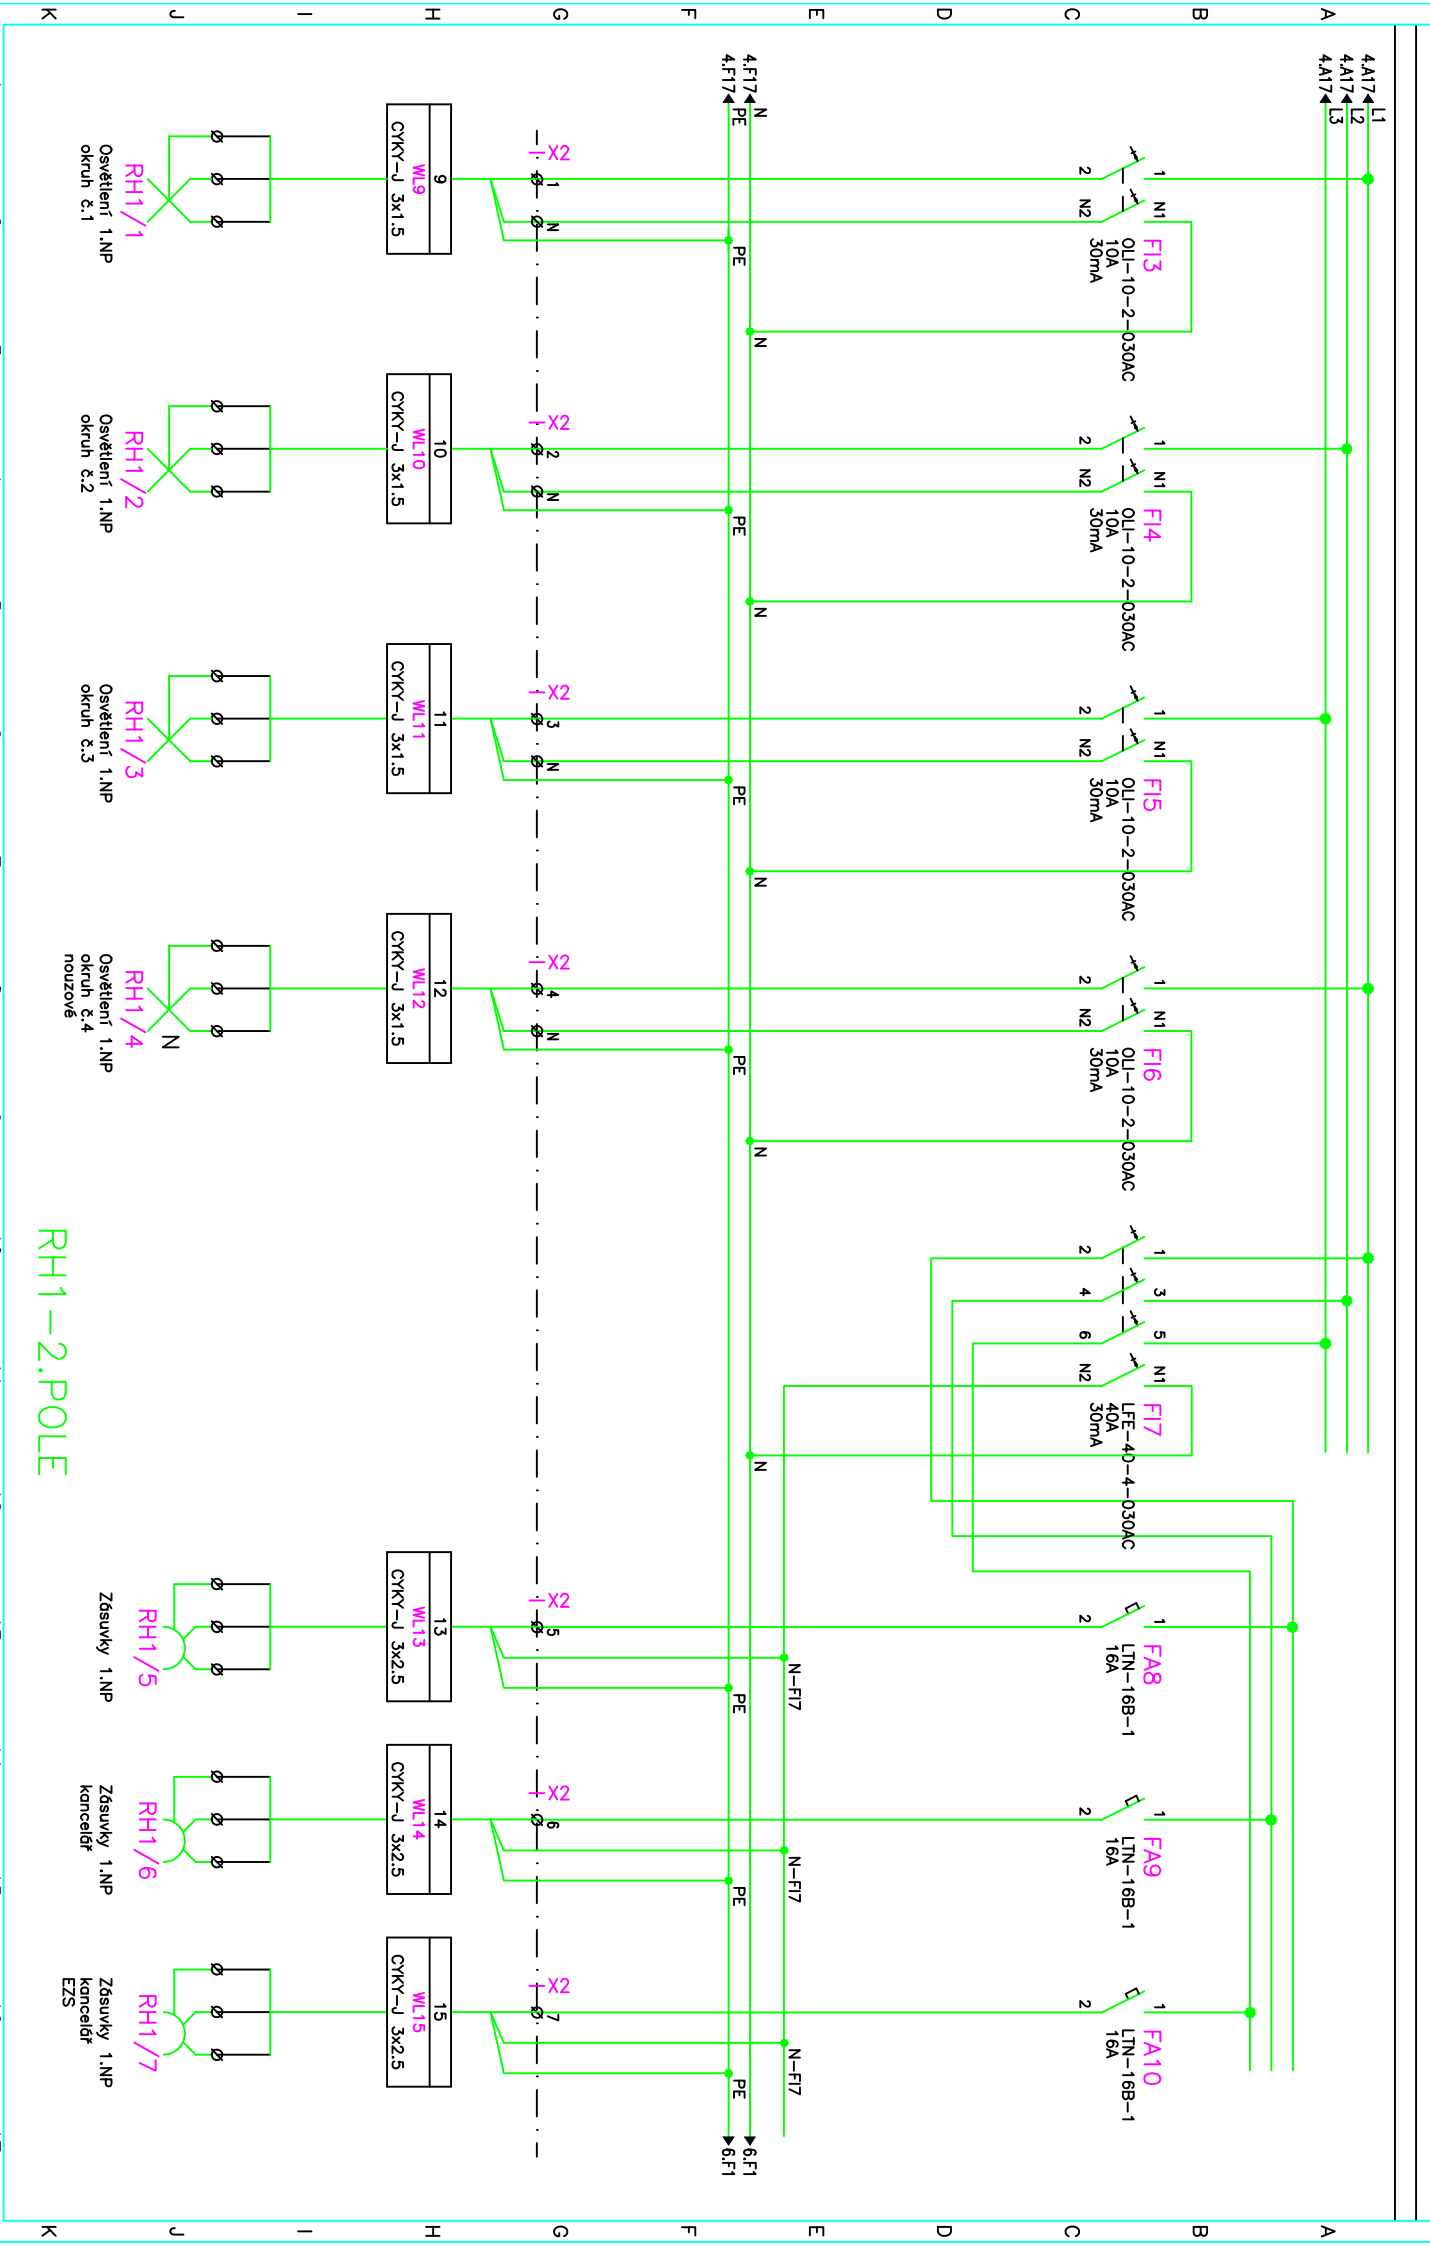 A
B
C
D
E
F
G
H
I
J
K
4.A17
L1
4.A17
L2
4.A17
L3
4.F17
N
4.F17
PE
1
N1
2
N2
FI3
OLI-10-2-030AC
10A
30mA
N
PE
-X2
1
N
9
WL9
CYKY-J 3x1.5
RH1/1
Osvětlení 1.NP
okruh č.1
1
N1
2
N2
FI4
OLI-10-2-030AC
10A
30mA
N
PE
-X2
2
N
10
WL10
CYKY-J 3x1.5
RH1/2
Osvětlení 1.NP
okruh č.2
1
N1
2
N2
FI5
OLI-10-2-030AC
10A
30mA
N
PE
-X2
3
N
11
WL11
CYKY-J 3x1.5
RH1/3
Osvětlení 1.NP
okruh č.3
1
N1
2
N2
FI6
OLI-10-2-030AC
10A
30mA
N
PE
-X2
4
N
12
WL12
CYKY-J 3x1.5
N
RH1/4
Osvětlení 1.NP
okruh č.4
nouzové
1
3
5
N1
2
4
6
N2
FI7
LFE-40-4-030AC
40A
30mA
N
1
2
FA8
LTN-16B-1
16A
N-FI7
PE
-X2
5
13
WL13
CYKY-J 3x2.5
RH1/5
Zásuvky 1.NP
1
2
FA9
LTN-16B-1
16A
N-FI7
PE
-X2
6
14
WL14
CYKY-J 3x2.5
RH1/6
Zásuvky 1.NP
kancelář
1
2
FA10
LTN-16B-1
16A
N-FI7
PE
-X2
7
15
WL15
CYKY-J 3x2.5
RH1/7
Zásuvky 1.NP
kancelář
EZS
6.F1
6.F1
RH1-2.POLE
A
B
C
D
E
F
G
H
I
J
K